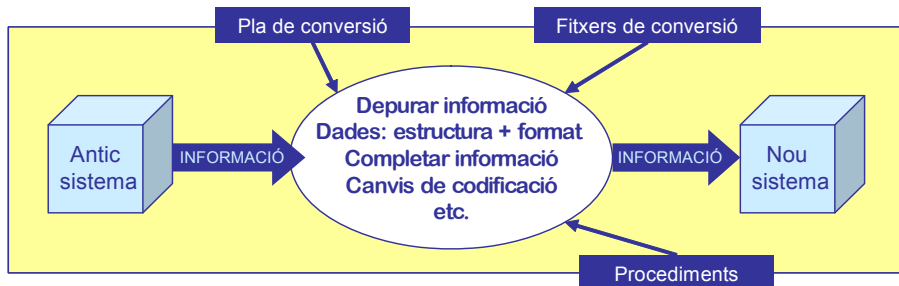 Pla de conversió
Fitxers de conversió
Antic
sistema
INFORMACIÓ
Depurar informació
Dades: estructura + format
Completar informació
Canvis de codificació
etc.
INFORMACIÓ
Nou
sistema
Procediments